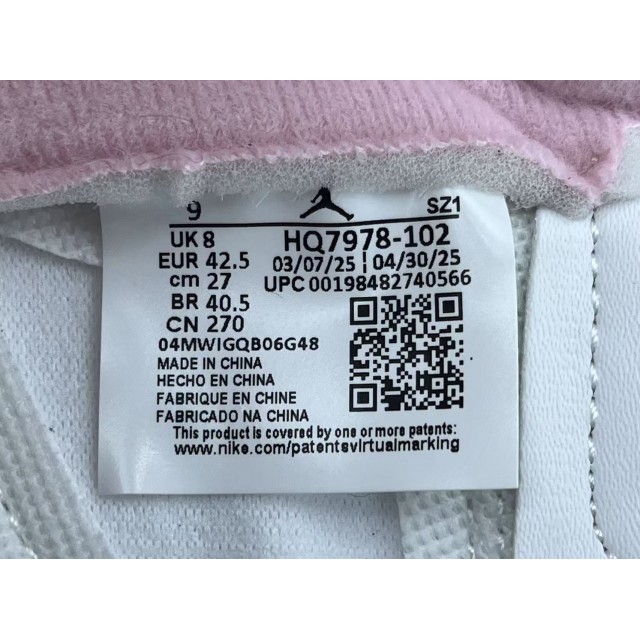 9 SZ1
UK 8 HQ7978-102
EUR 42.5 03/07/25 | 04/30/25
cm 27 UPC 00198482740566
BR 40.5
CN 270
04MWIGQB06G48
MADE IN CHINA
HECHO EN CHINA
FABRIQUE EN CHINE
FABRICADO NA CHINA
This product is covered by one or more patents:
www.nike.com/patentsvirtualmarking